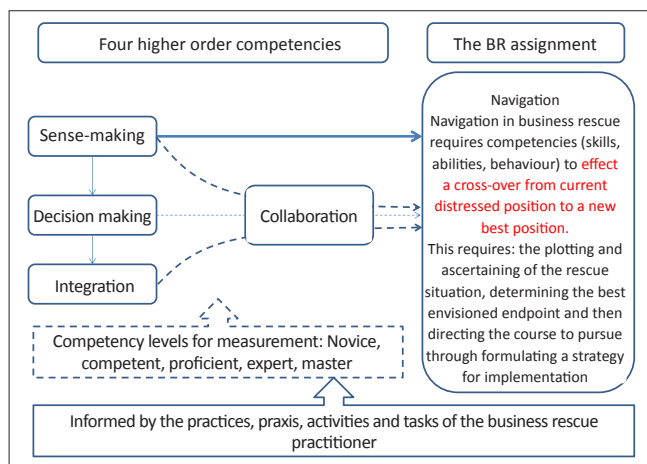 Four higher order competencies
The BR assignment
Sense-making
Decision making
Integration
Collaboration
Navigation
Navigation in business rescue
requires competencies (skills,
abilities, behaviour) to effect
a cross-over from current
distressed position to a new
best position.
This requires: the plotting and
ascertaining of the rescue
situation, determining the best
envisioned endpoint and then
directing the course to pursue
through formulating a strategy
for implementation
Competency levels for measurement: Novice,
competent, proficient, expert, master
Informed by the practices, praxis, activities and tasks of the business rescue
practitioner